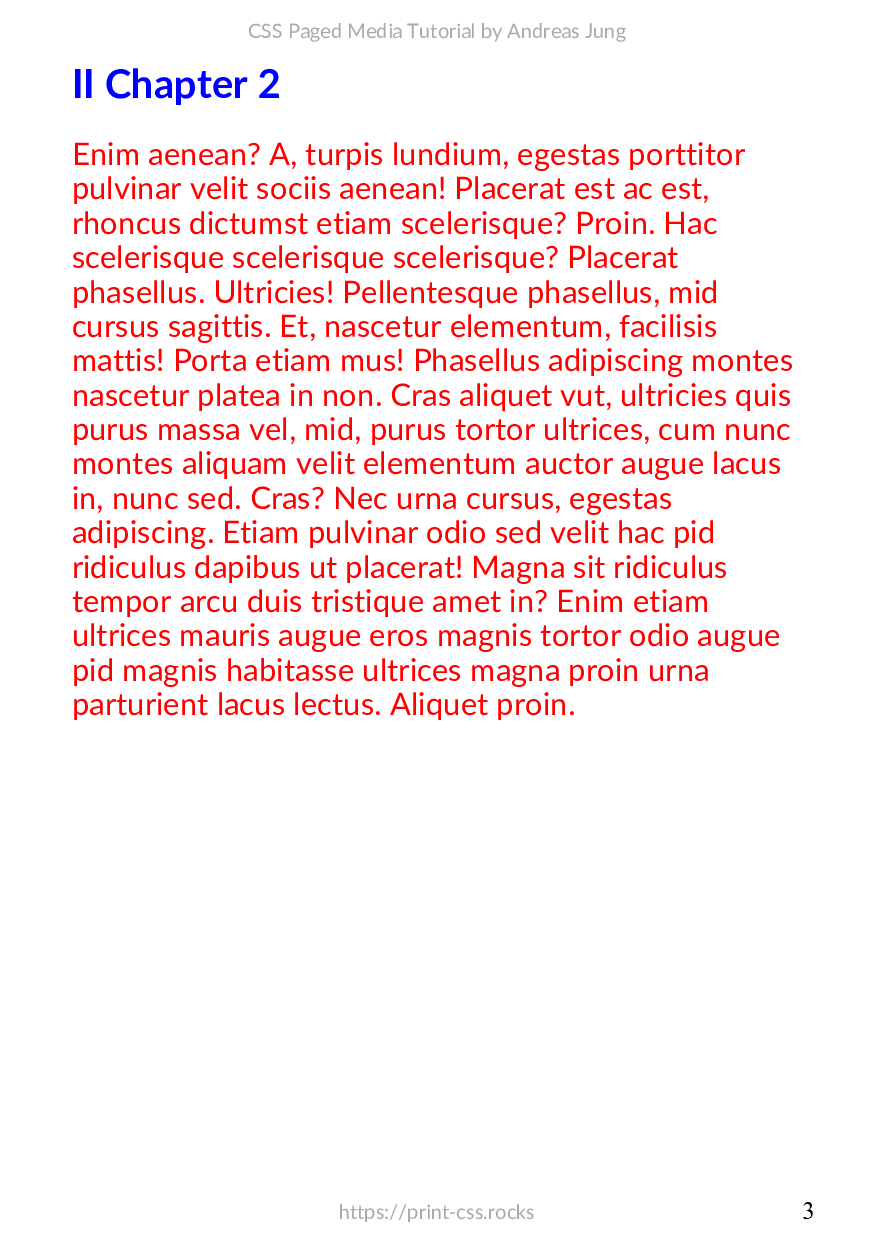 CSS Paged Media Tutorial by Andreas Jung
II Chapter 2
Enim aenean? A, turpis lundium, egestas porttitor
pulvinar velit sociis aenean! Placerat est ac est,
rhoncus dictumst etiam scelerisque? Proin. Hac
scelerisque scelerisque scelerisque? Placerat
phasellus. Ultricies! Pellentesque phasellus, mid
cursus sagittis. Et, nascetur elementum, facilisis
mattis! Porta etiam mus! Phasellus adipiscing montes
nascetur platea in non. Cras aliquet vut, ultricies quis
purus massa vel, mid, purus tortor ultrices, cum nunc
montes aliquam velit elementum auctor augue lacus
in, nunc sed. Cras? Nec urna cursus, egestas
adipiscing. Etiam pulvinar odio sed velit hac pid
ridiculus dapibus ut placerat! Magna sit ridiculus
tempor arcu duis tristique amet in? Enim etiam
ultrices mauris augue eros magnis tortor odio augue
pid magnis habitasse ultrices magna proin urna
parturient lacus lectus. Aliquet proin.
https://print-css.rocks
3